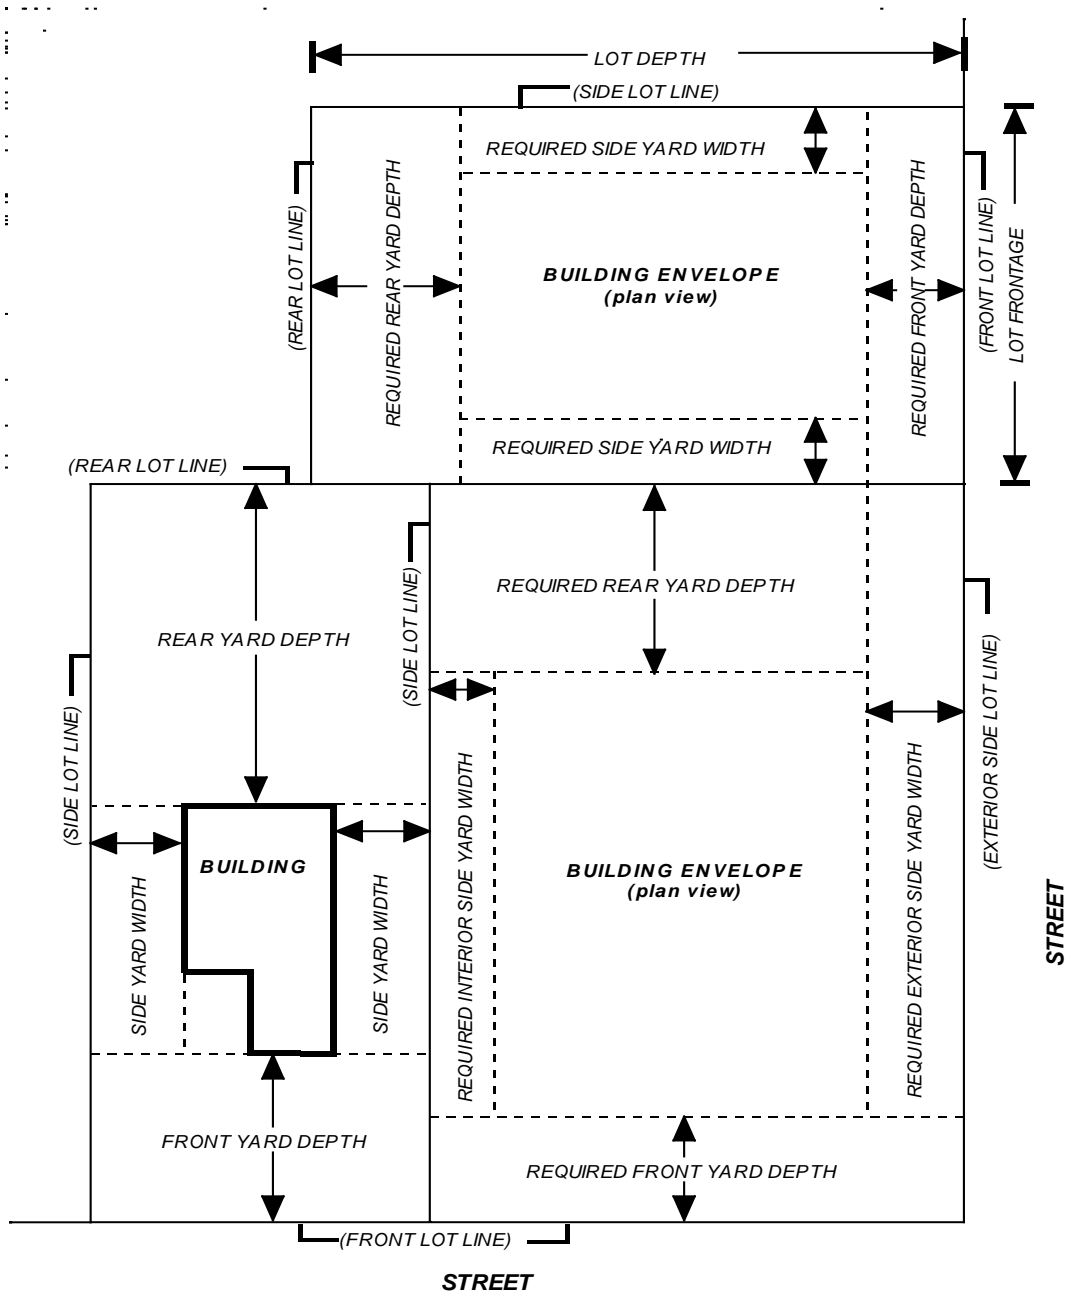 LOT DEPTH
(SIDE LOT LINE)
REQUIRED SIDE YARD WIDTH
(REAR LOT LINE)
REQUIRED REAR YARD DEPTH
BUILDING ENVELOPE
(plan view)
REQUIRED FRONT YARD DEPTH
(FRONT LOT LINE)
LOT FRONTAGE
REQUIRED SIDE YARD WIDTH
(REAR LOT LINE)
(SIDE LOT LINE)
REQUIRED REAR YARD DEPTH
REAR YARD DEPTH
(SIDE LOT LINE)
(EXTERIOR SIDE LOT LINE)
BUILDING
SIDE YARD WIDTH
SIDE YARD WIDTH
REQUIRED INTERIOR SIDE YARD WIDTH
BUILDING ENVELOPE
(plan view)
REQUIRED EXTERIOR SIDE YARD WIDTH
STREET
FRONT YARD DEPTH
REQUIRED FRONT YARD DEPTH
(FRONT LOT LINE)
STREET